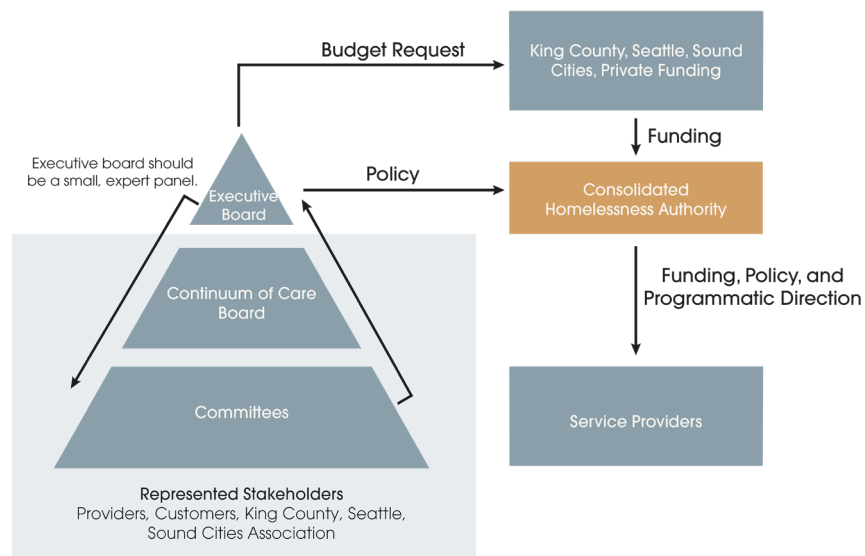 Budget Request
King County, Seattle, Sound
Cities, Private Funding
Funding
Executive board should
be a small, expert panel.
Executive
Board
Policy
Consolidated
Homelessness Authority
Continuum of Care
Board
Funding, Policy, and
Programmatic Direction
Committees
Service Providers
Represented Stakeholders
Providers, Customers, King County, Seattle,
Sound Cities Association